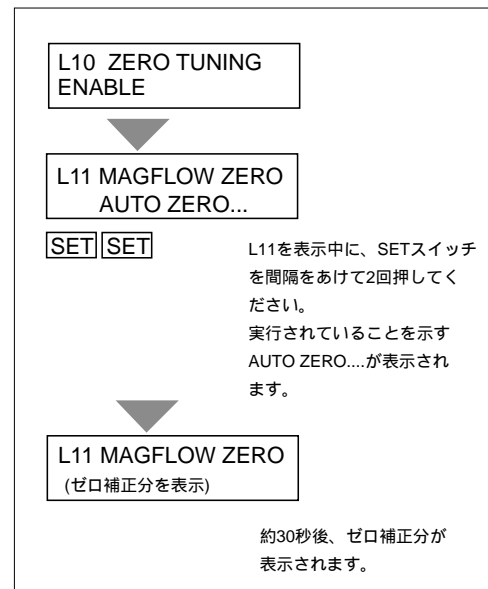 L10 ZERO TUNING
ENABLE
L11 MAGFLOW ZERO
AUTO ZERO...
SET SET
L11を表示中に、SETスイッチ
を間隔をあけて2回押してく
ださい。
実行されていることを示す
AUTO ZERO....が表示され
ます。
L11 MAGFLOW ZERO
(ゼロ補正分を表示)
約30秒後、ゼロ補正分が
表示されます。